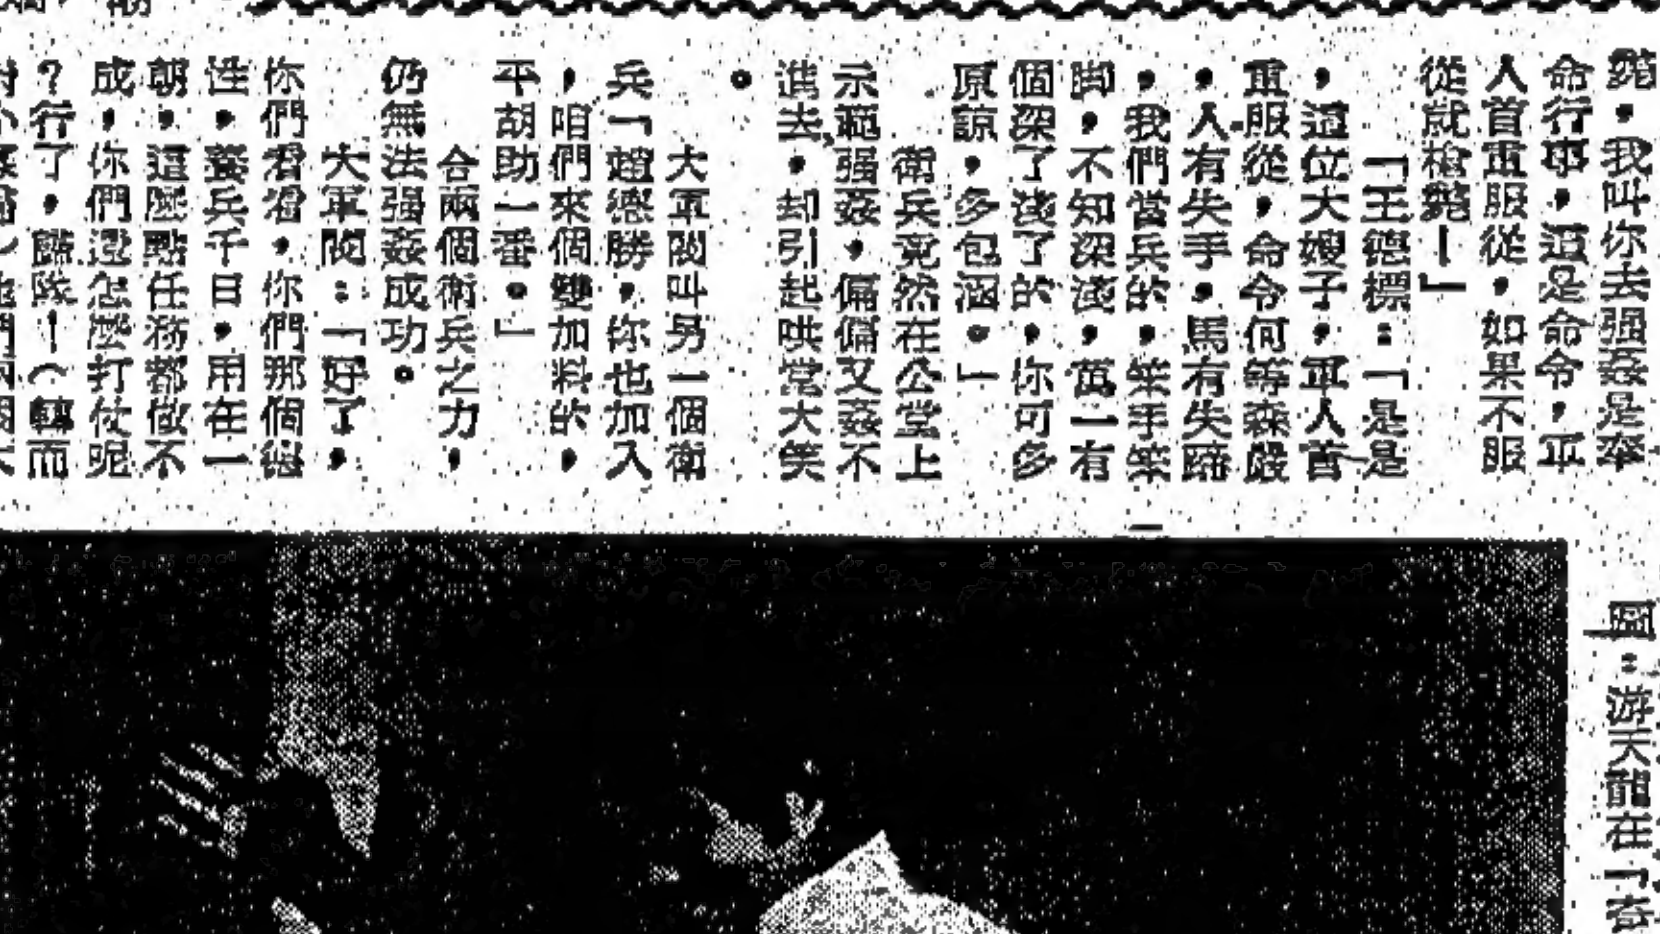 斃，我叫你去强姦是奉
命行事，這是命令，軍
人首重服從，如果不服
從就槍斃！」
「王德標：「是是
，這位大嫂子，軍人首
重服從，命令何等森嚴
，人有失手，馬有失蹄
，我們當兵的，笨手笨
脚，不知深淺，萬一有
個深了淺了的，你可多
原諒，多包涵。」
衛兵竟然在公堂上
示範强姦，偏偏又姦不
進去，却引起哄堂大笑
。
大軍閥叫另一個衛
兵「趙德勝，你也加入
，咱們來個雙加料的，
平胡助一番。」
合兩個衛兵之力，
仍無法强姦成功。
大軍閥：「好了，
你們看看，你們那個德
性，養兵千日，用在一
朝，這麽點任務都做不
成，你們還怎麽打仗呢
？行了，歸隊！（轉而
圖：游天龍在「奇